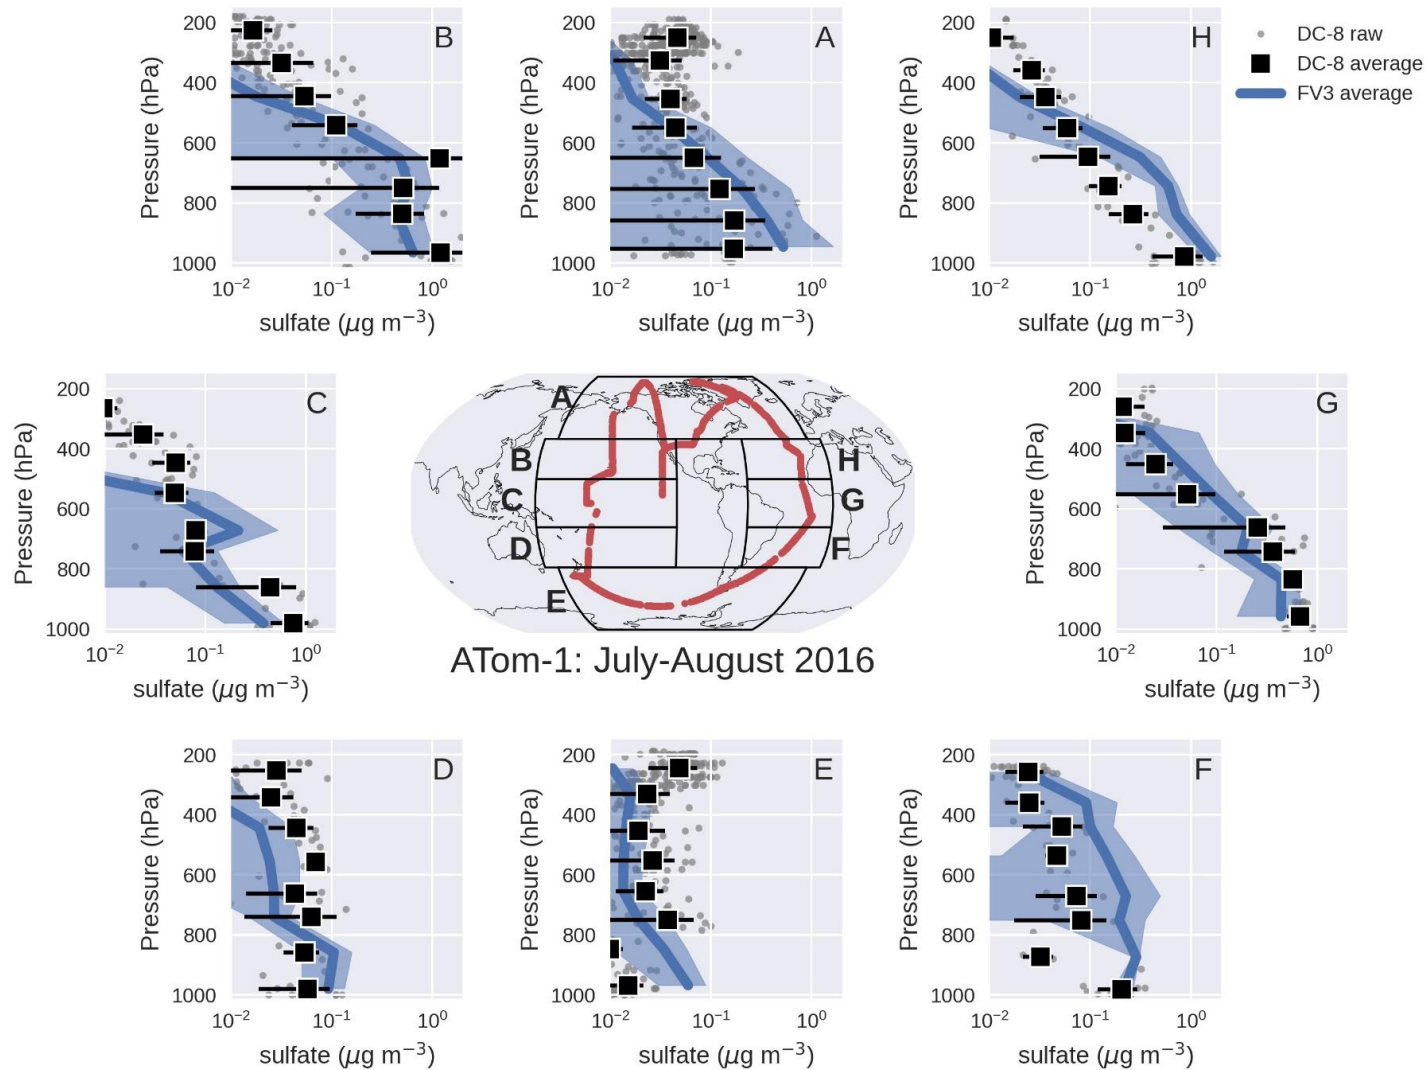 B
A
H
DC-8 raw
DC-8 average
FV3 average
Pressure (hPa)
200
400
600
800
1000
10⁻²
10⁻¹
10⁰
sulfate (μg m⁻³)
Pressure (hPa)
200
400
600
800
1000
10⁻²
10⁻¹
10⁰
sulfate (μg m⁻³)
Pressure (hPa)
200
400
600
800
1000
10⁻²
10⁻¹
10⁰
sulfate (μg m⁻³)
C
Pressure (hPa)
200
400
600
800
1000
10⁻²
10⁻¹
10⁰
sulfate (μg m⁻³)
A
B
H
C
G
D
F
E
ATom-1: July-August 2016
G
Pressure (hPa)
200
400
600
800
1000
10⁻²
10⁻¹
10⁰
sulfate (μg m⁻³)
D
Pressure (hPa)
200
400
600
800
1000
10⁻²
10⁻¹
10⁰
sulfate (μg m⁻³)
E
Pressure (hPa)
200
400
600
800
1000
10⁻²
10⁻¹
10⁰
sulfate (μg m⁻³)
F
Pressure (hPa)
200
400
600
800
1000
10⁻²
10⁻¹
10⁰
sulfate (μg m⁻³)